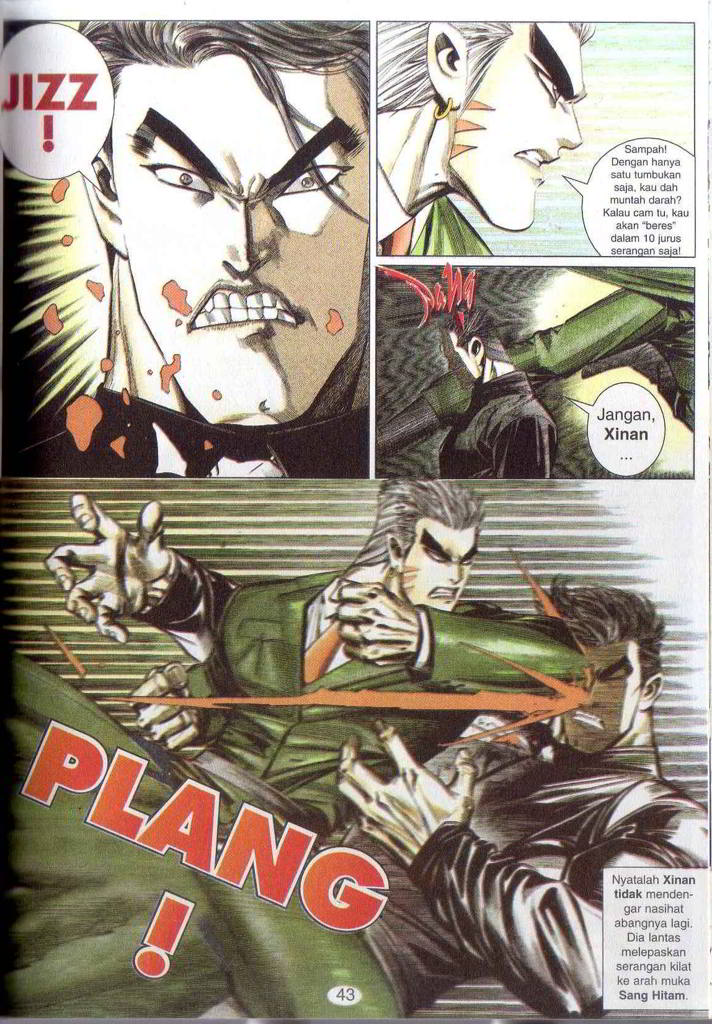 JIZZ
!
Sampah!
Dengan hanya
satu tumbukan
saja, kau dah
muntah darah?
Kalau cam tu, kau
akan "beres"
dalam 10 jurus
serangan saja!
Jangan,
Xinan
...
PLANG
!
Nyatalah Xinan
tidak menden-
gar nasihat
abangnya lagi.
Dia lantas
melepaskan
serangan kilat
ke arah muka
Sang Hitam.
43